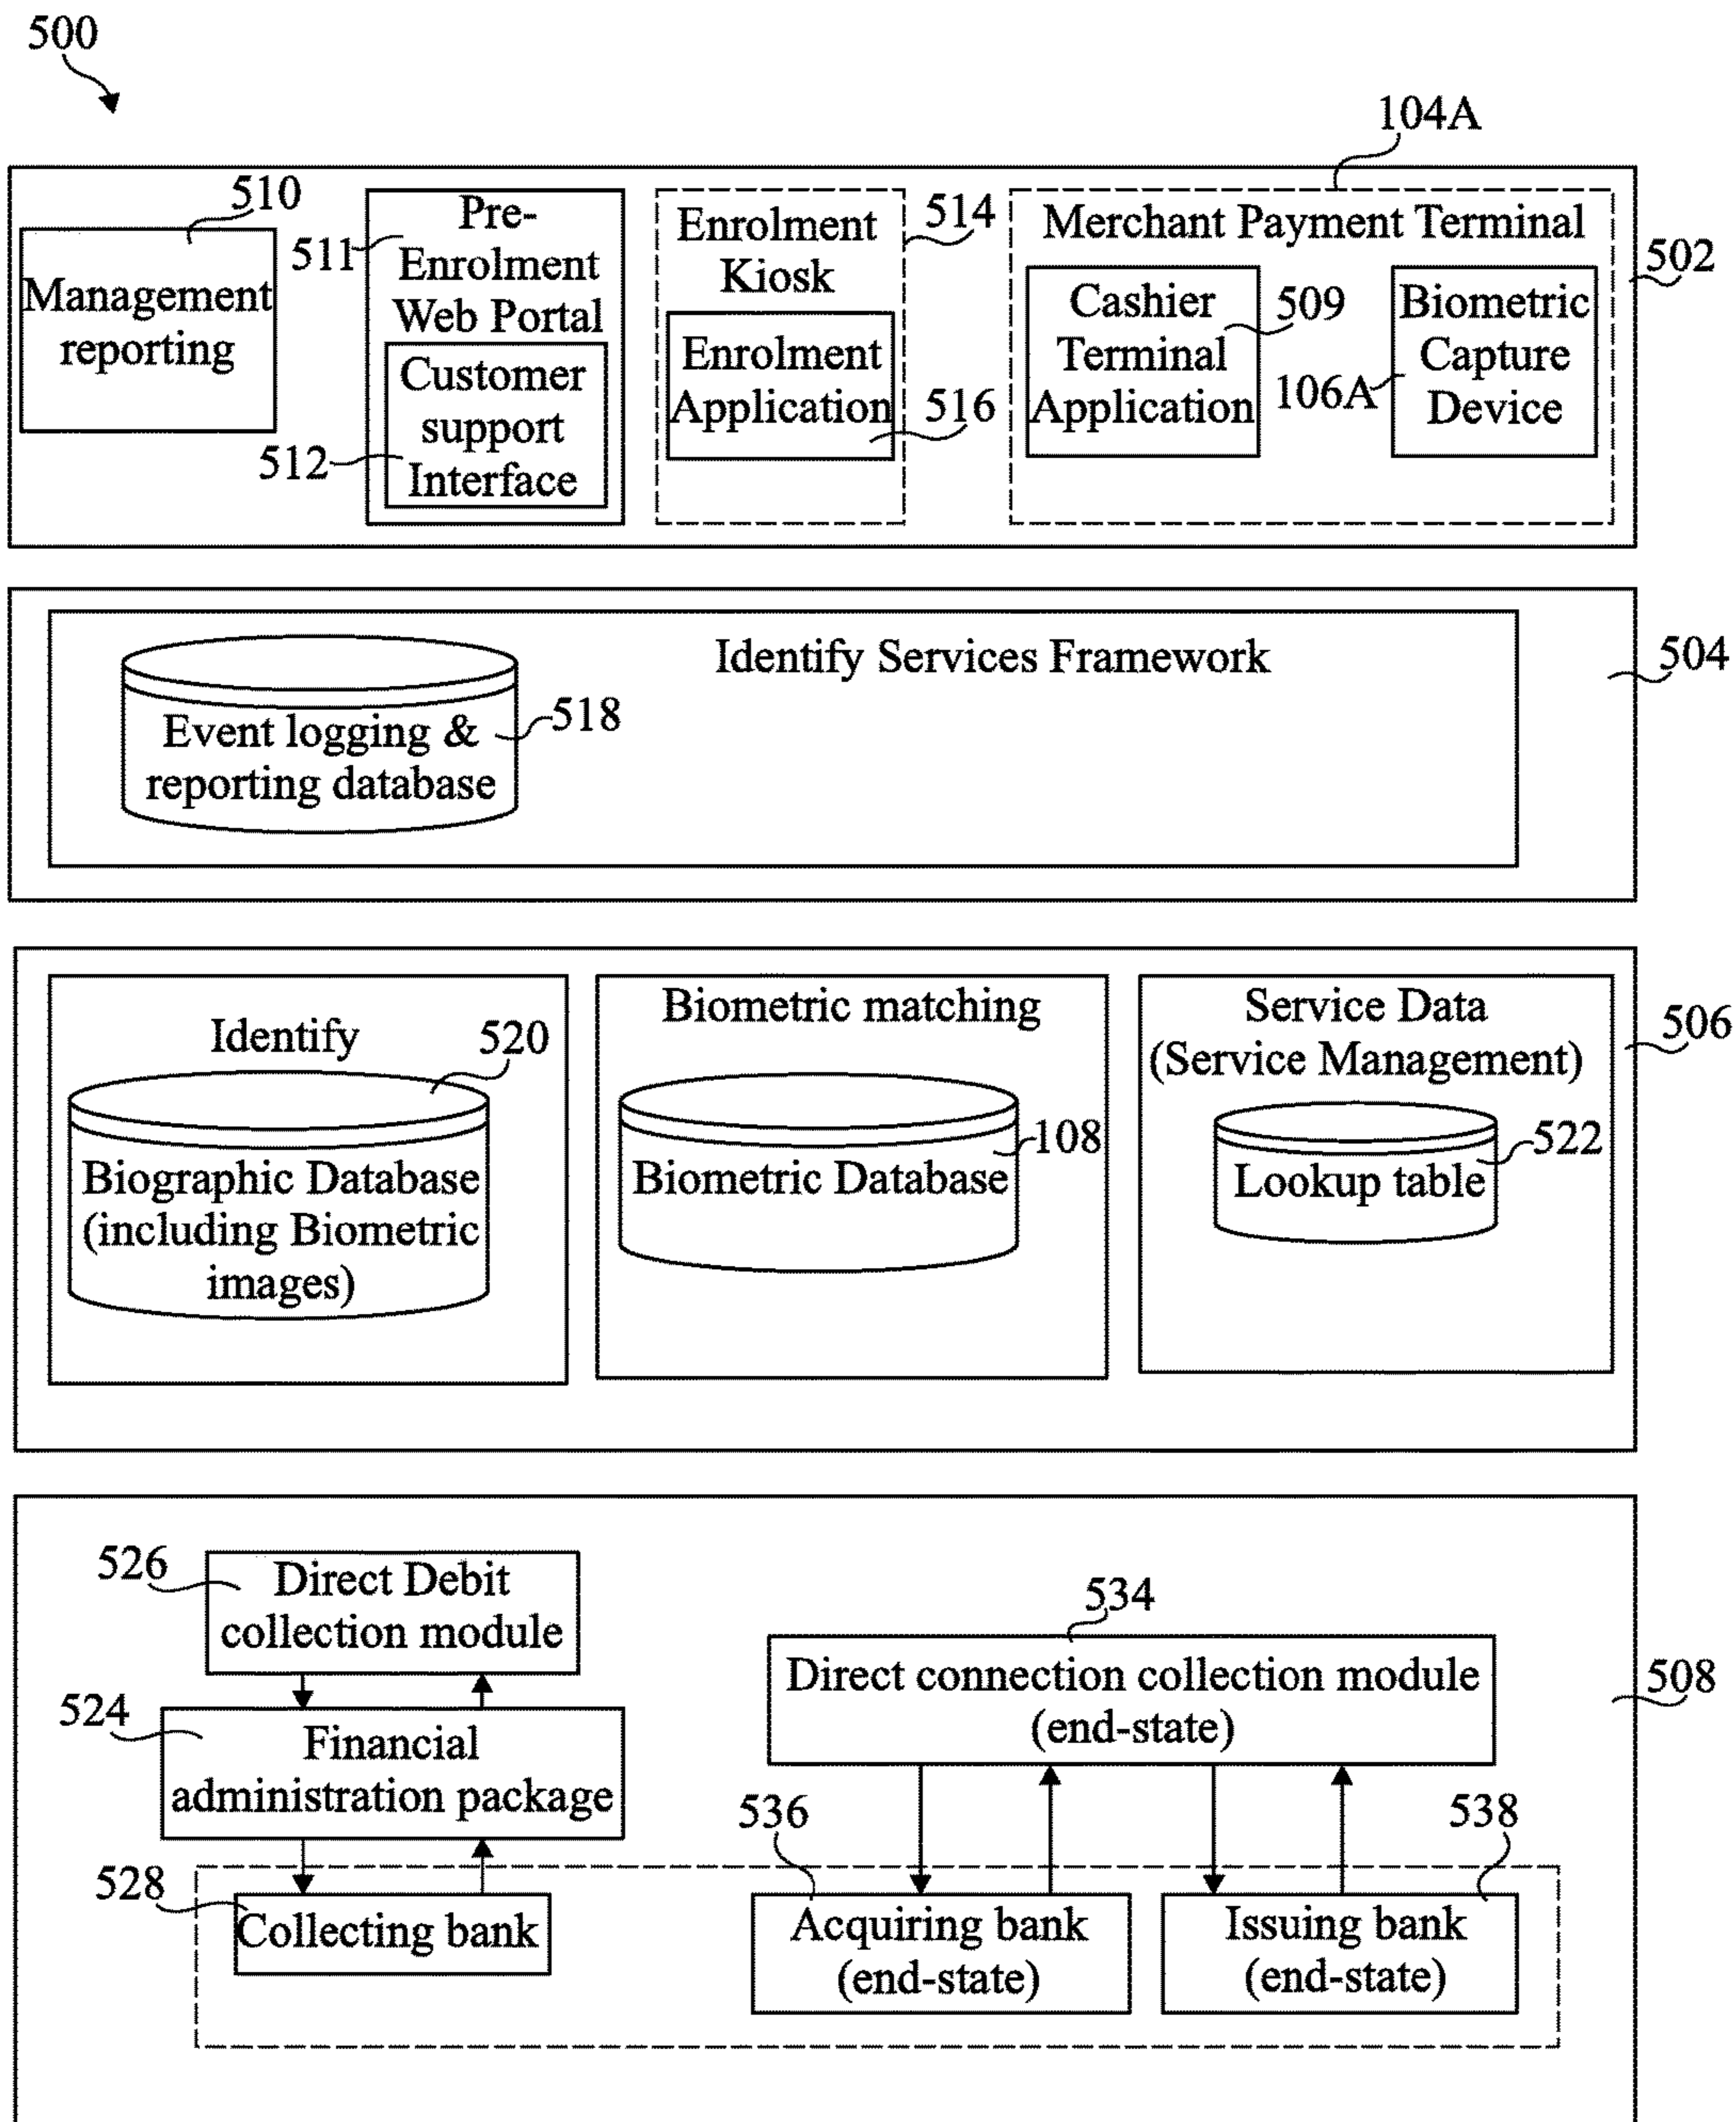 500
104A
510
Management
reporting
511
Pre-
Enrolment
Web Portal
Customer
support
Interface
512
Enrolment
Kiosk
514
Enrolment
Application
516
Merchant Payment Terminal
Cashier
Terminal
Application
509
Biometric
Capture
Device
106A
502
Identify Services Framework
504
Event logging &
reporting database
518
Identify
520
Biographic Database
(including Biometric
images)
Biometric matching
Biometric Database
108
Service Data
(Service Management)
Lookup table
522
506
526
Direct Debit
collection module
524
Financial
administration package
528
Collecting bank
534
Direct connection collection module
(end-state)
536
Acquiring bank
(end-state)
538
Issuing bank
(end-state)
508